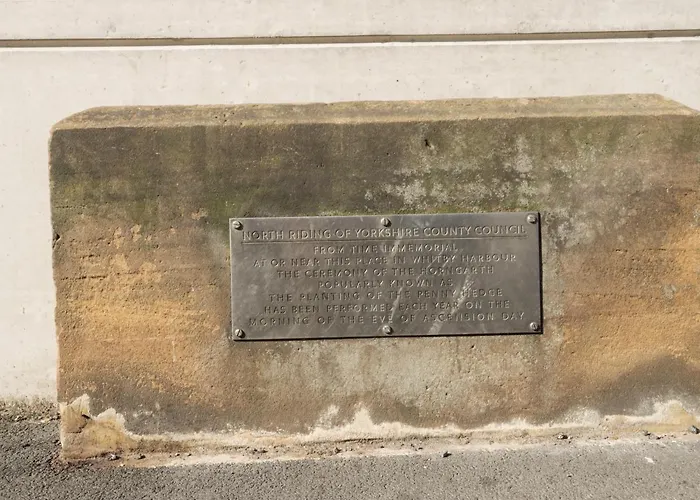 NORTH RIDING OF YORKSHIRE COUNTY COUNCIL
FROM TIME IMMEMORIAL
AT OR NEAR THIS PLACE IN WHITBY HARBOUR
THE CEREMONY OF THE HORNGARTH
POPULARLY KNOWN AS
THE PLANTING OF THE PENNY HEDGE
HAS BEEN PERFORMED EACH YEAR ON THE
MORNING OF THE EVE OF ASCENSION DAY